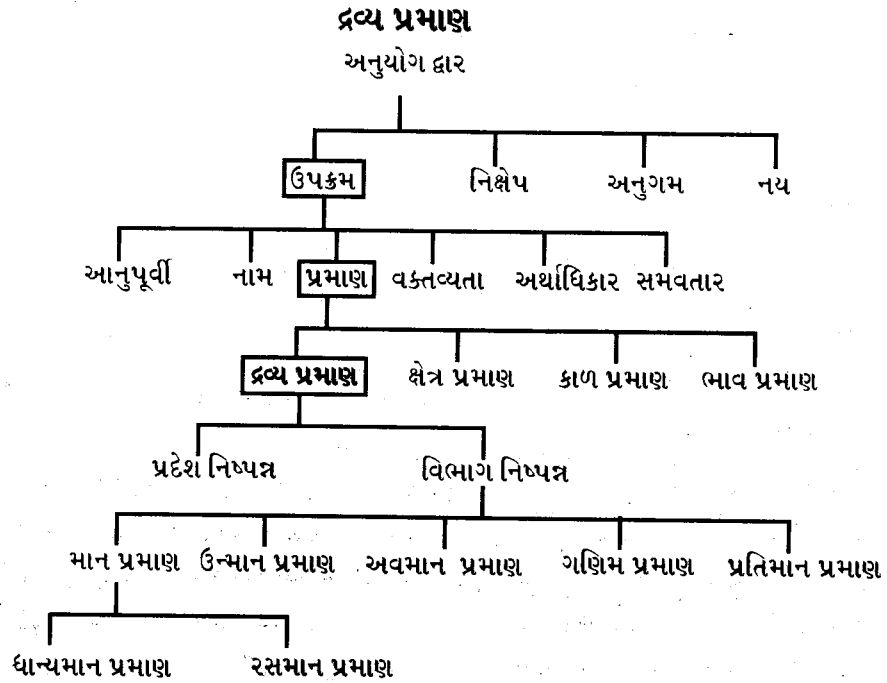 દ્રવ્ય પ્રમાણ
અનુયોગ દ્વાર
ઉપક્રમ નિક્ષેપ અનુગમ નય
આનુપૂર્વી નામ પ્રમાણ વક્તવ્યતા અર્થાધિકાર સમવતાર
દ્રવ્ય પ્રમાણ ક્ષેત્ર પ્રમાણ કાળ પ્રમાણ ભાવ પ્રમાણ
પ્રદેશ નિષ્પન્ન વિભાગ નિષ્પન્ન
માન પ્રમાણ ઉન્માન પ્રમાણ અવમાન પ્રમાણ ગણિમ પ્રમાણ પ્રતિમાન પ્રમાણ
ધાન્યમાન પ્રમાણ રસમાન પ્રમાણ